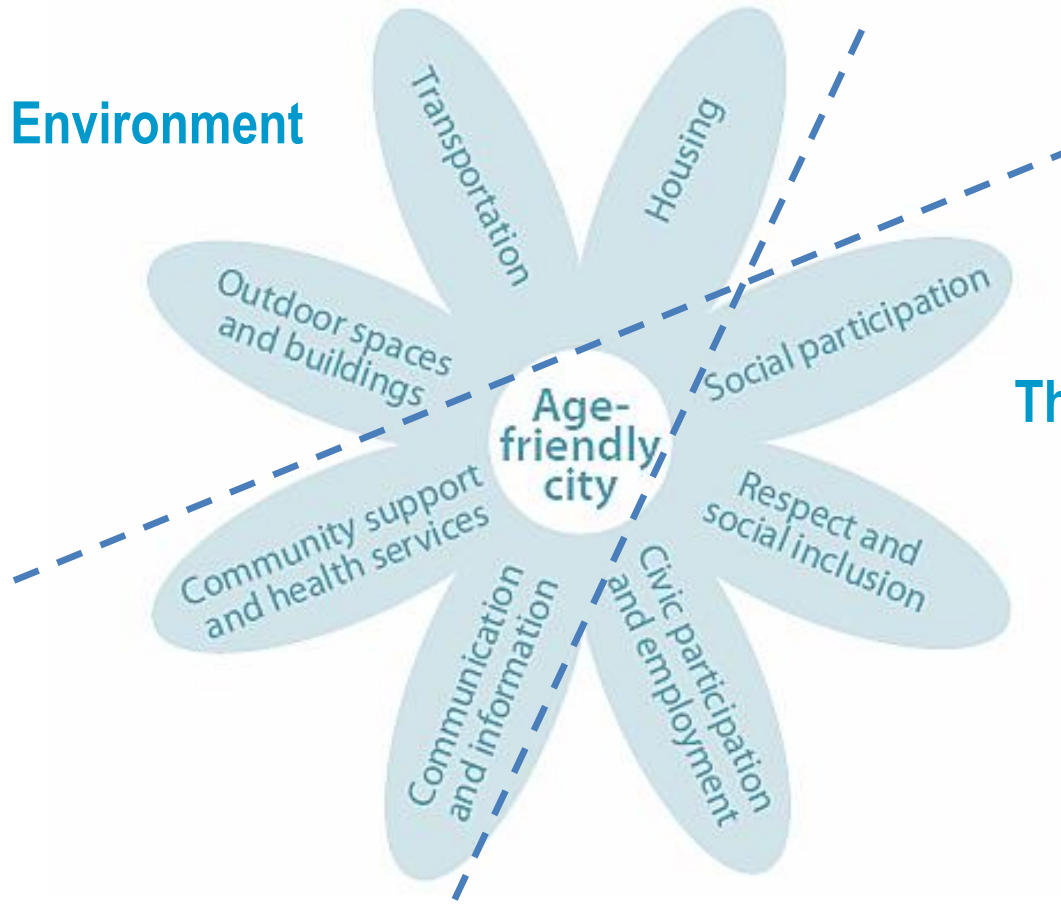 Environment
Transportation
Housing
Outdoor spaces
and buildings
Social participation
Th
Age-
friendly
city
Community support
and health services
Respect and
social inclusion
Communication
and information
Civic participation
and employment